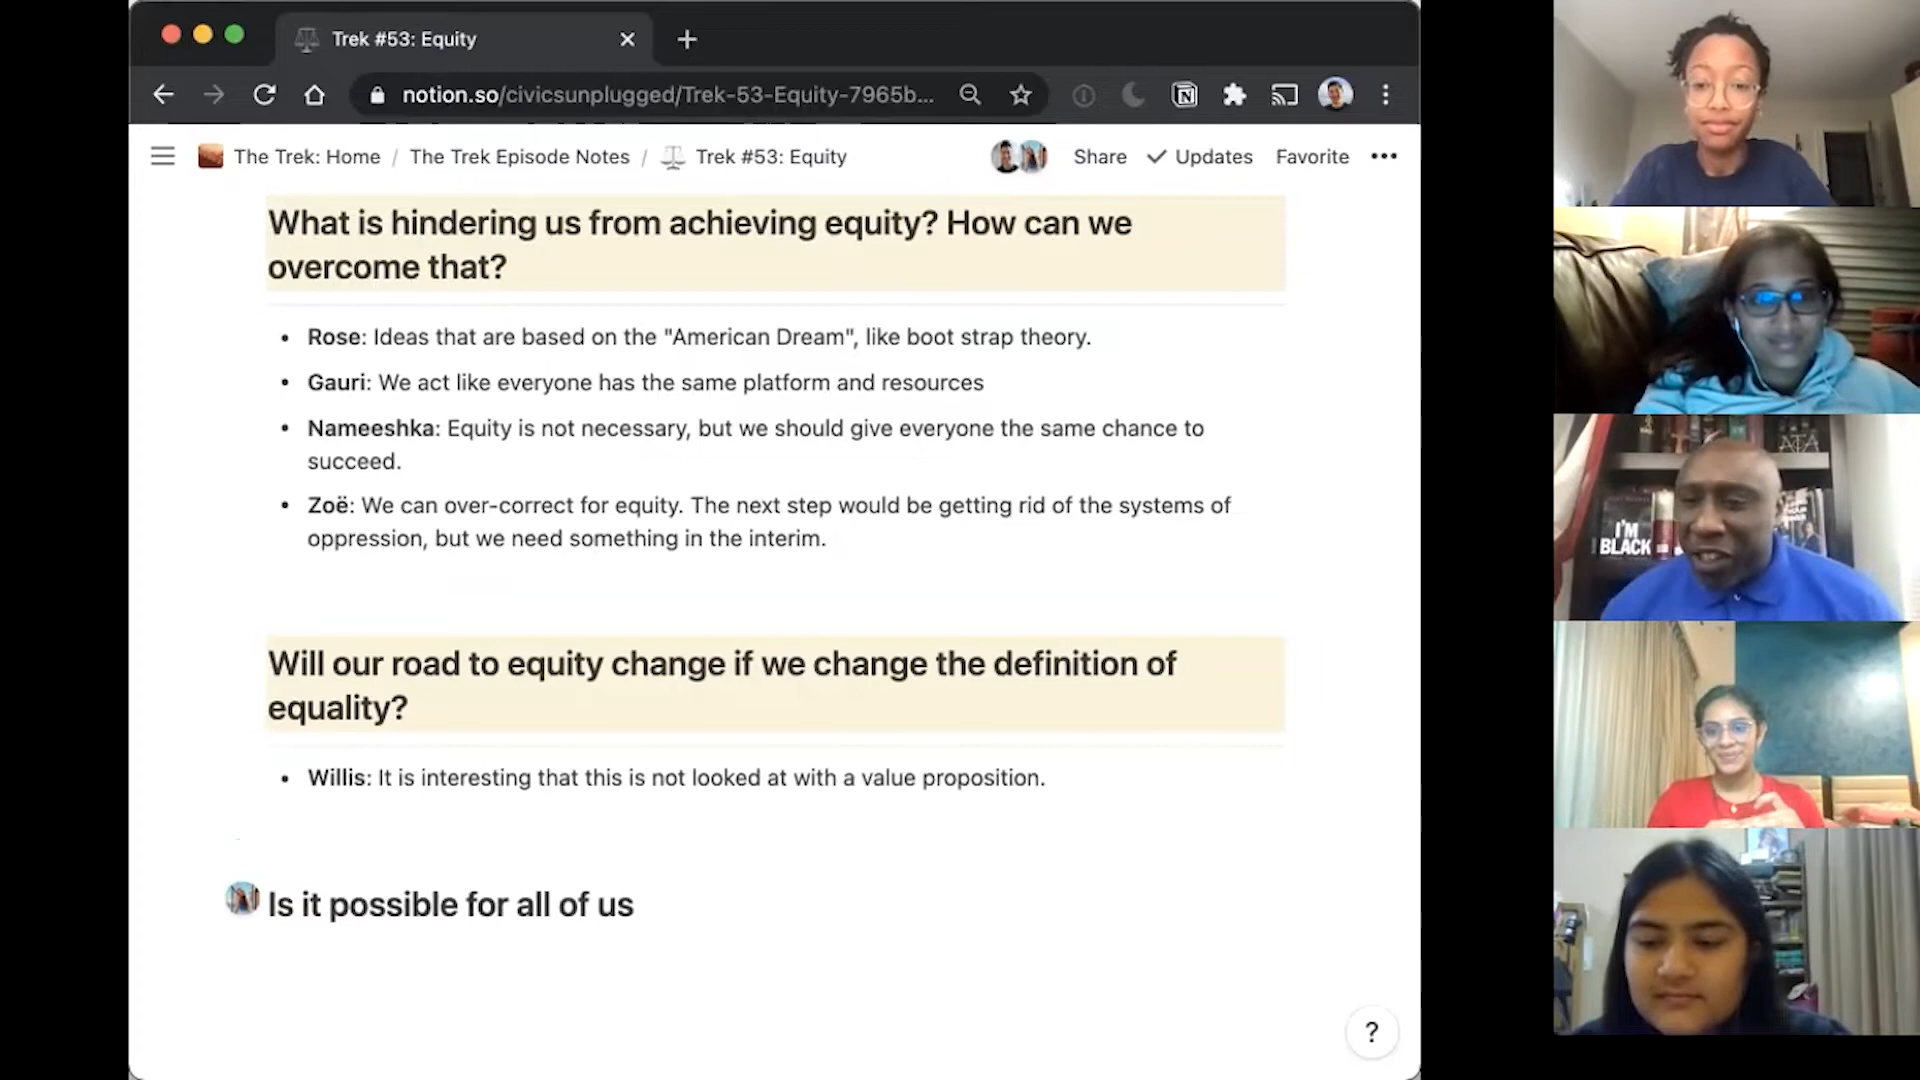 Trek #53: Equity
notion.so/civicsunplugged/Trek-53-Equity-7965b...
The Trek: Home / The Trek Episode Notes / Trek #53: Equity
Share Updates Favorite
What is hindering us from achieving equity? How can we
overcome that?
• Rose: Ideas that are based on the "American Dream", like boot strap theory.
• Gauri: We act like everyone has the same platform and resources
• Nameeshka: Equity is not necessary, but we should give everyone the same chance to
succeed.
• Zoë: We can over-correct for equity. The next step would be getting rid of the systems of
oppression, but we need something in the interim.
Will our road to equity change if we change the definition of
equality?
• Willis: It is interesting that this is not looked at with a value proposition.
Is it possible for all of us
?
I'M
BLACK